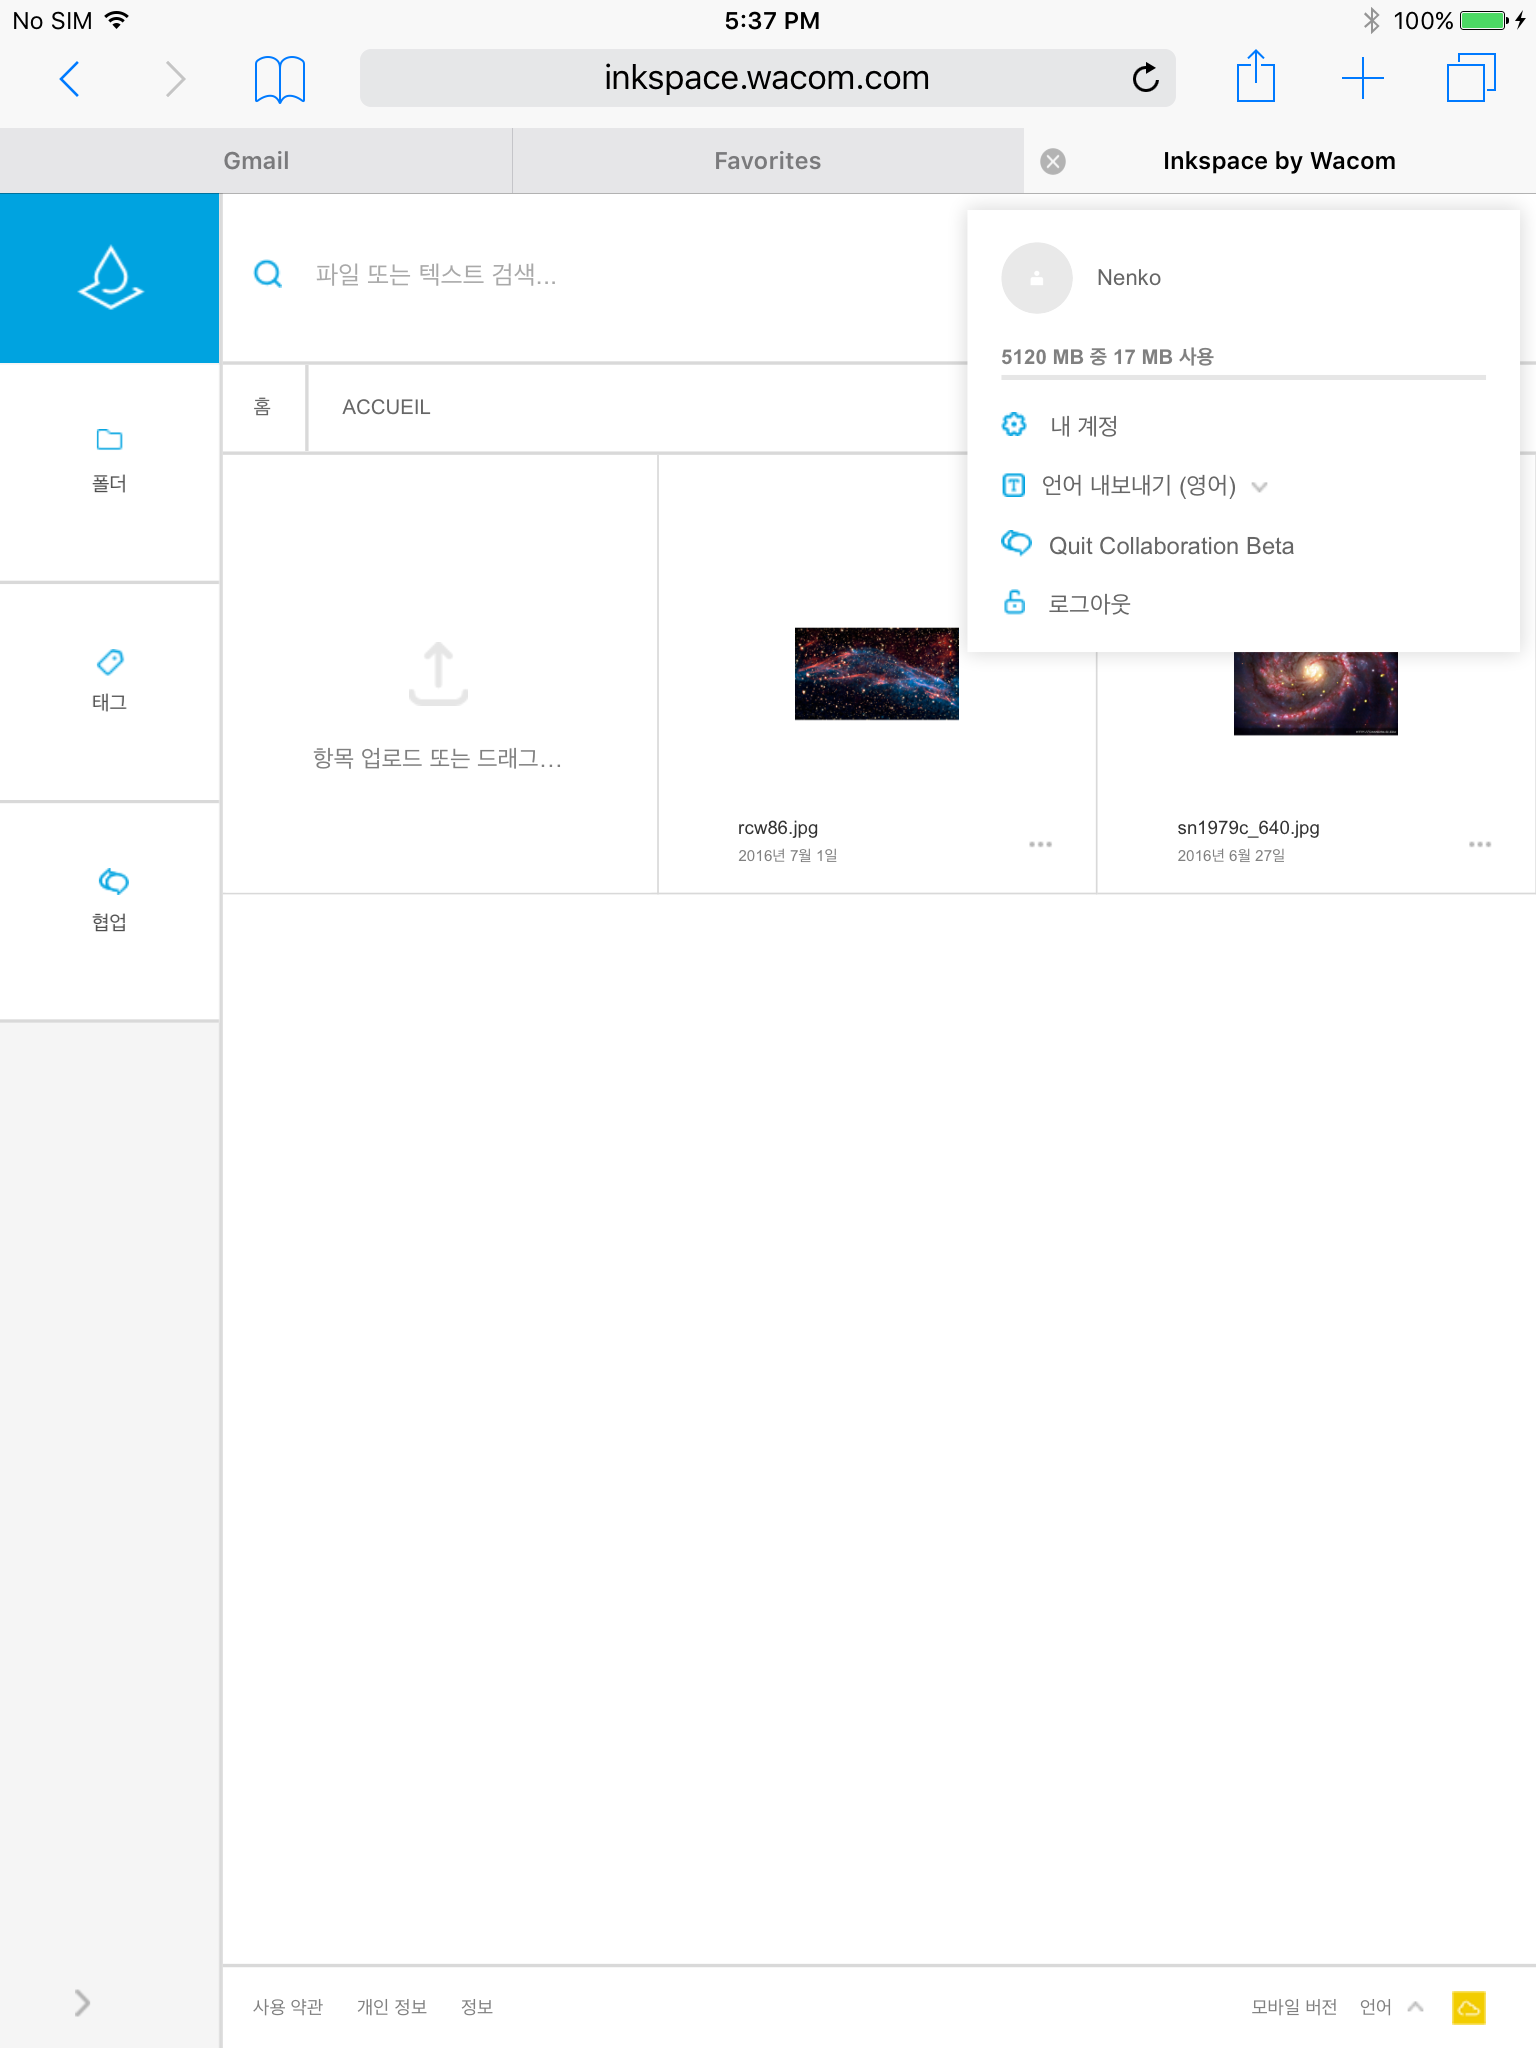 No SIM 5:37 PM 100%
inkspace.wacom.com
Gmail Favorites Inkspace by Wacom
파일 또는 텍스트 검색...
Nenko
5120 MB 중 17 MB 사용
내 계정
언어 내보내기 (영어)
Quit Collaboration Beta
로그아웃
홈 ACCUEIL
폴더
태그
협업
항목 업로드 또는 드래그...
rcw86.jpg
2016년 7월 1일
sn1979c_640.jpg
2016년 6월 27일
사용 약관 개인 정보 정보 모바일 버전 언어